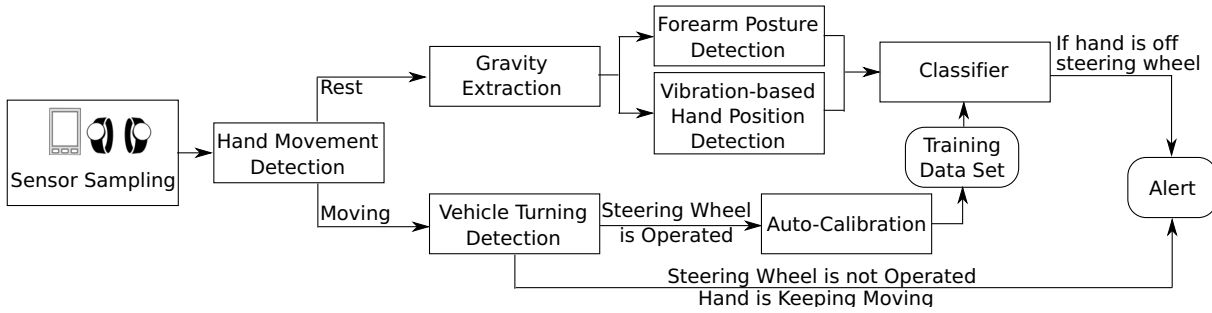 Sensor Sampling
Hand Movement
Detection
Rest
Moving
Gravity
Extraction
Forearm Posture
Detection
Vibration-based
Hand Position
Detection
Classifier
If hand is off
steering wheel
Training
Data Set
Alert
Vehicle Turning
Detection
Steering Wheel
is Operated
Auto-Calibration
Steering Wheel is not Operated
Hand is Keeping Moving